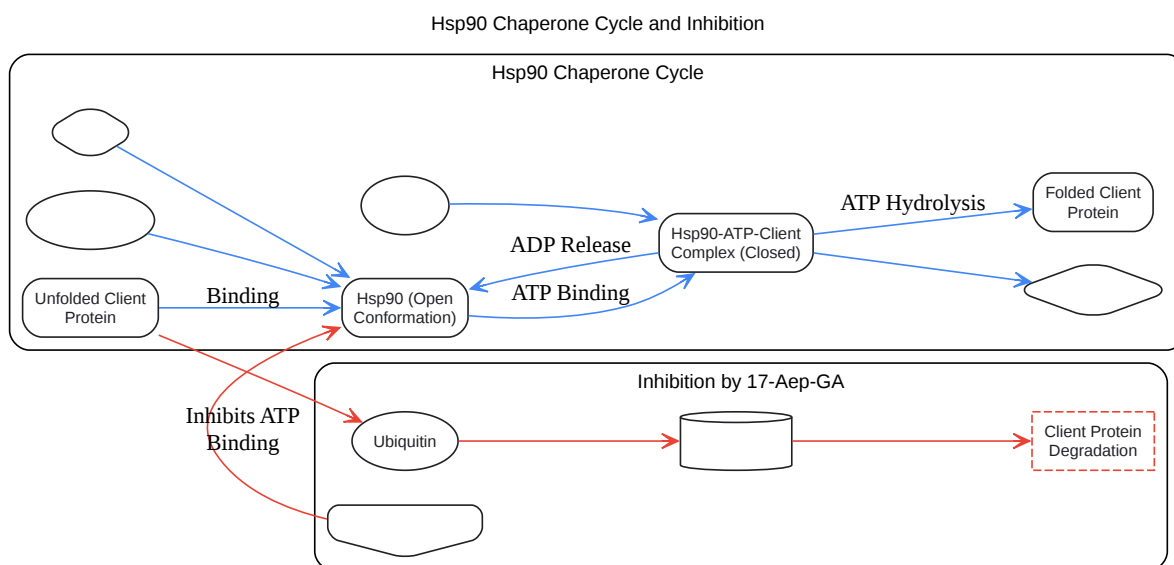 Hsp90 Chaperone Cycle and Inhibition
Hsp90 Chaperone Cycle
ATP Hydrolysis
Folded Client
Protein
Hsp90-ATP-Client
Complex (Closed)
ADP Release
ATP Binding
Unfolded Client
Protein
Binding
Hsp90 (Open
Conformation)
Inhibition by 17-Aep-GA
Inhibits ATP
Binding
Ubiquitin
Client Protein
Degradation